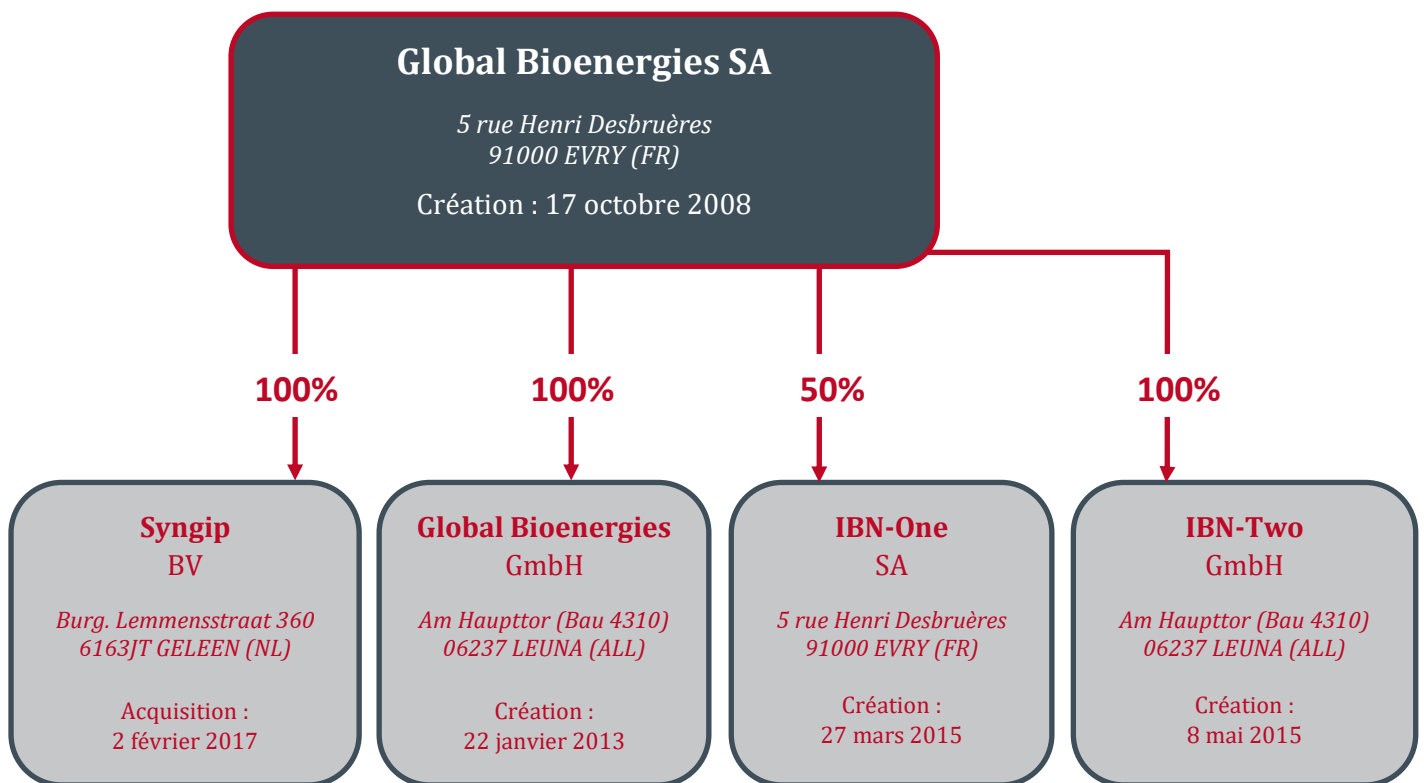 Global Bioenergies SA
5 rue Henri Desbruères
91000 EVRY (FR)
Création : 17 octobre 2008
100%
100%
50%
100%
Syngip
BV
Burg. Lemmensstraat 360
6163JT GELEEN (NL)
Acquisition :
2 février 2017
Global Bioenergies
GmbH
Am Haupttor (Bau 4310)
06237 LEUNA (ALL)
Création :
22 janvier 2013
IBN-One
SA
5 rue Henri Desbruères
91000 EVRY (FR)
Création :
27 mars 2015
IBN-Two
GmbH
Am Haupttor (Bau 4310)
06237 LEUNA (ALL)
Création :
8 mai 2015